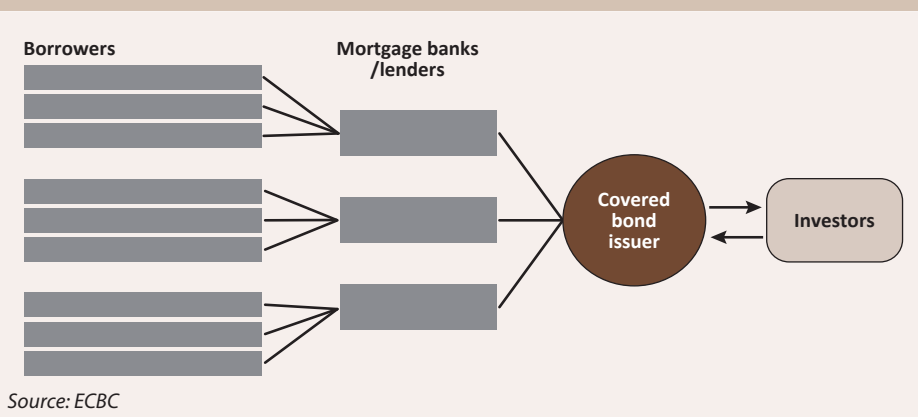 Borrowers
Mortgage banks
/lenders
Covered
bond
issuer
Investors
Source: ECBC